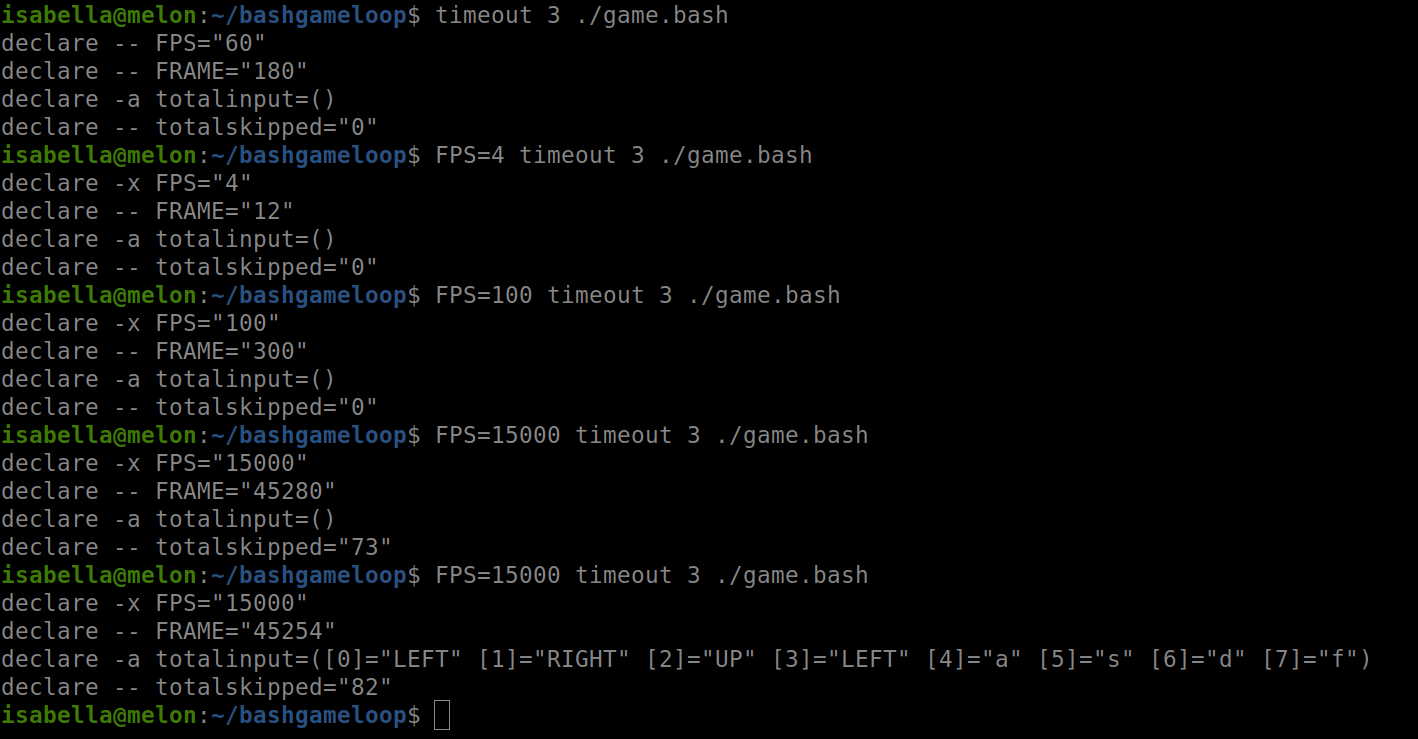 isabella@melon:~/bashgameloop$ timeout 3 ./game.bash
declare -- FPS="60"
declare -- FRAME="180"
declare -a totalinput=()
declare -- totalskipped="0"
isabella@melon:~/bashgameloop$ FPS=4 timeout 3 ./game.bash
declare -x FPS="4"
declare -- FRAME="12"
declare -a totalinput=()
declare -- totalskipped="0"
isabella@melon:~/bashgameloop$ FPS=100 timeout 3 ./game.bash
declare -x FPS="100"
declare -- FRAME="300"
declare -a totalinput=()
declare -- totalskipped="0"
isabella@melon:~/bashgameloop$ FPS=15000 timeout 3 ./game.bash
declare -x FPS="15000"
declare -- FRAME="45280"
declare -a totalinput=()
declare -- totalskipped="73"
isabella@melon:~/bashgameloop$ FPS=15000 timeout 3 ./game.bash
declare -x FPS="15000"
declare -- FRAME="45254"
declare -a totalinput=([0]="LEFT" [1]="RIGHT" [2]="UP" [3]="LEFT" [4]="a" [5]="s" [6]="d" [7]="f")
declare -- totalskipped="82"
isabella@melon:~/bashgameloop$